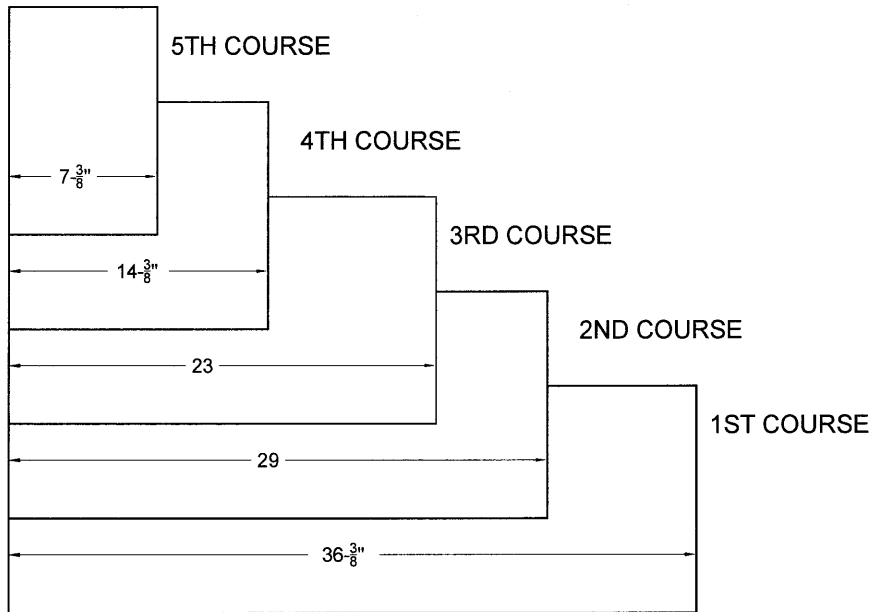 5TH COURSE
4TH COURSE
7-3/8"
3RD COURSE
14-3/8"
2ND COURSE
23
1ST COURSE
29
36-3/8"